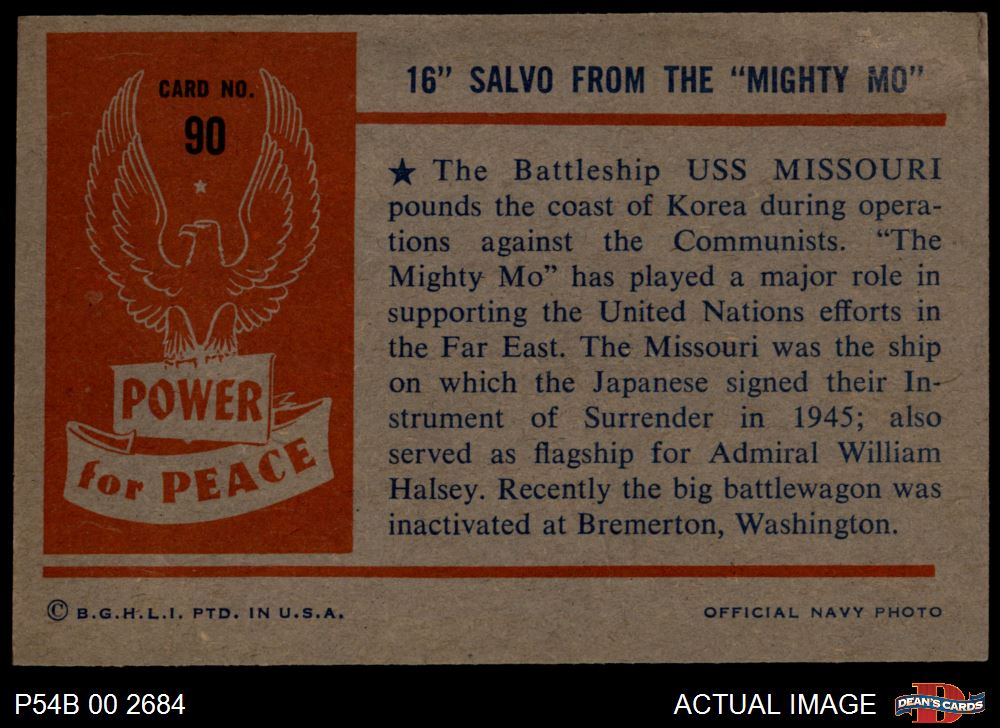 CARD NO.
90
POWER
for PEACE
16” SALVO FROM THE “MIGHTY MO”
★ The Battleship USS MISSOURI
pounds the coast of Korea during opera-
tions against the Communists. “The
Mighty Mo” has played a major role in
supporting the United Nations efforts in
the Far East. The Missouri was the ship
on which the Japanese signed their In-
strument of Surrender in 1945; also
served as flagship for Admiral William
Halsey. Recently the big battlewagon was
inactivated at Bremerton, Washington.
© B.G.H.L.I. PTD. IN U.S.A.
OFFICIAL NAVY PHOTO
P54B 00 2684
ACTUAL IMAGE
D
DEAN'S CARDS